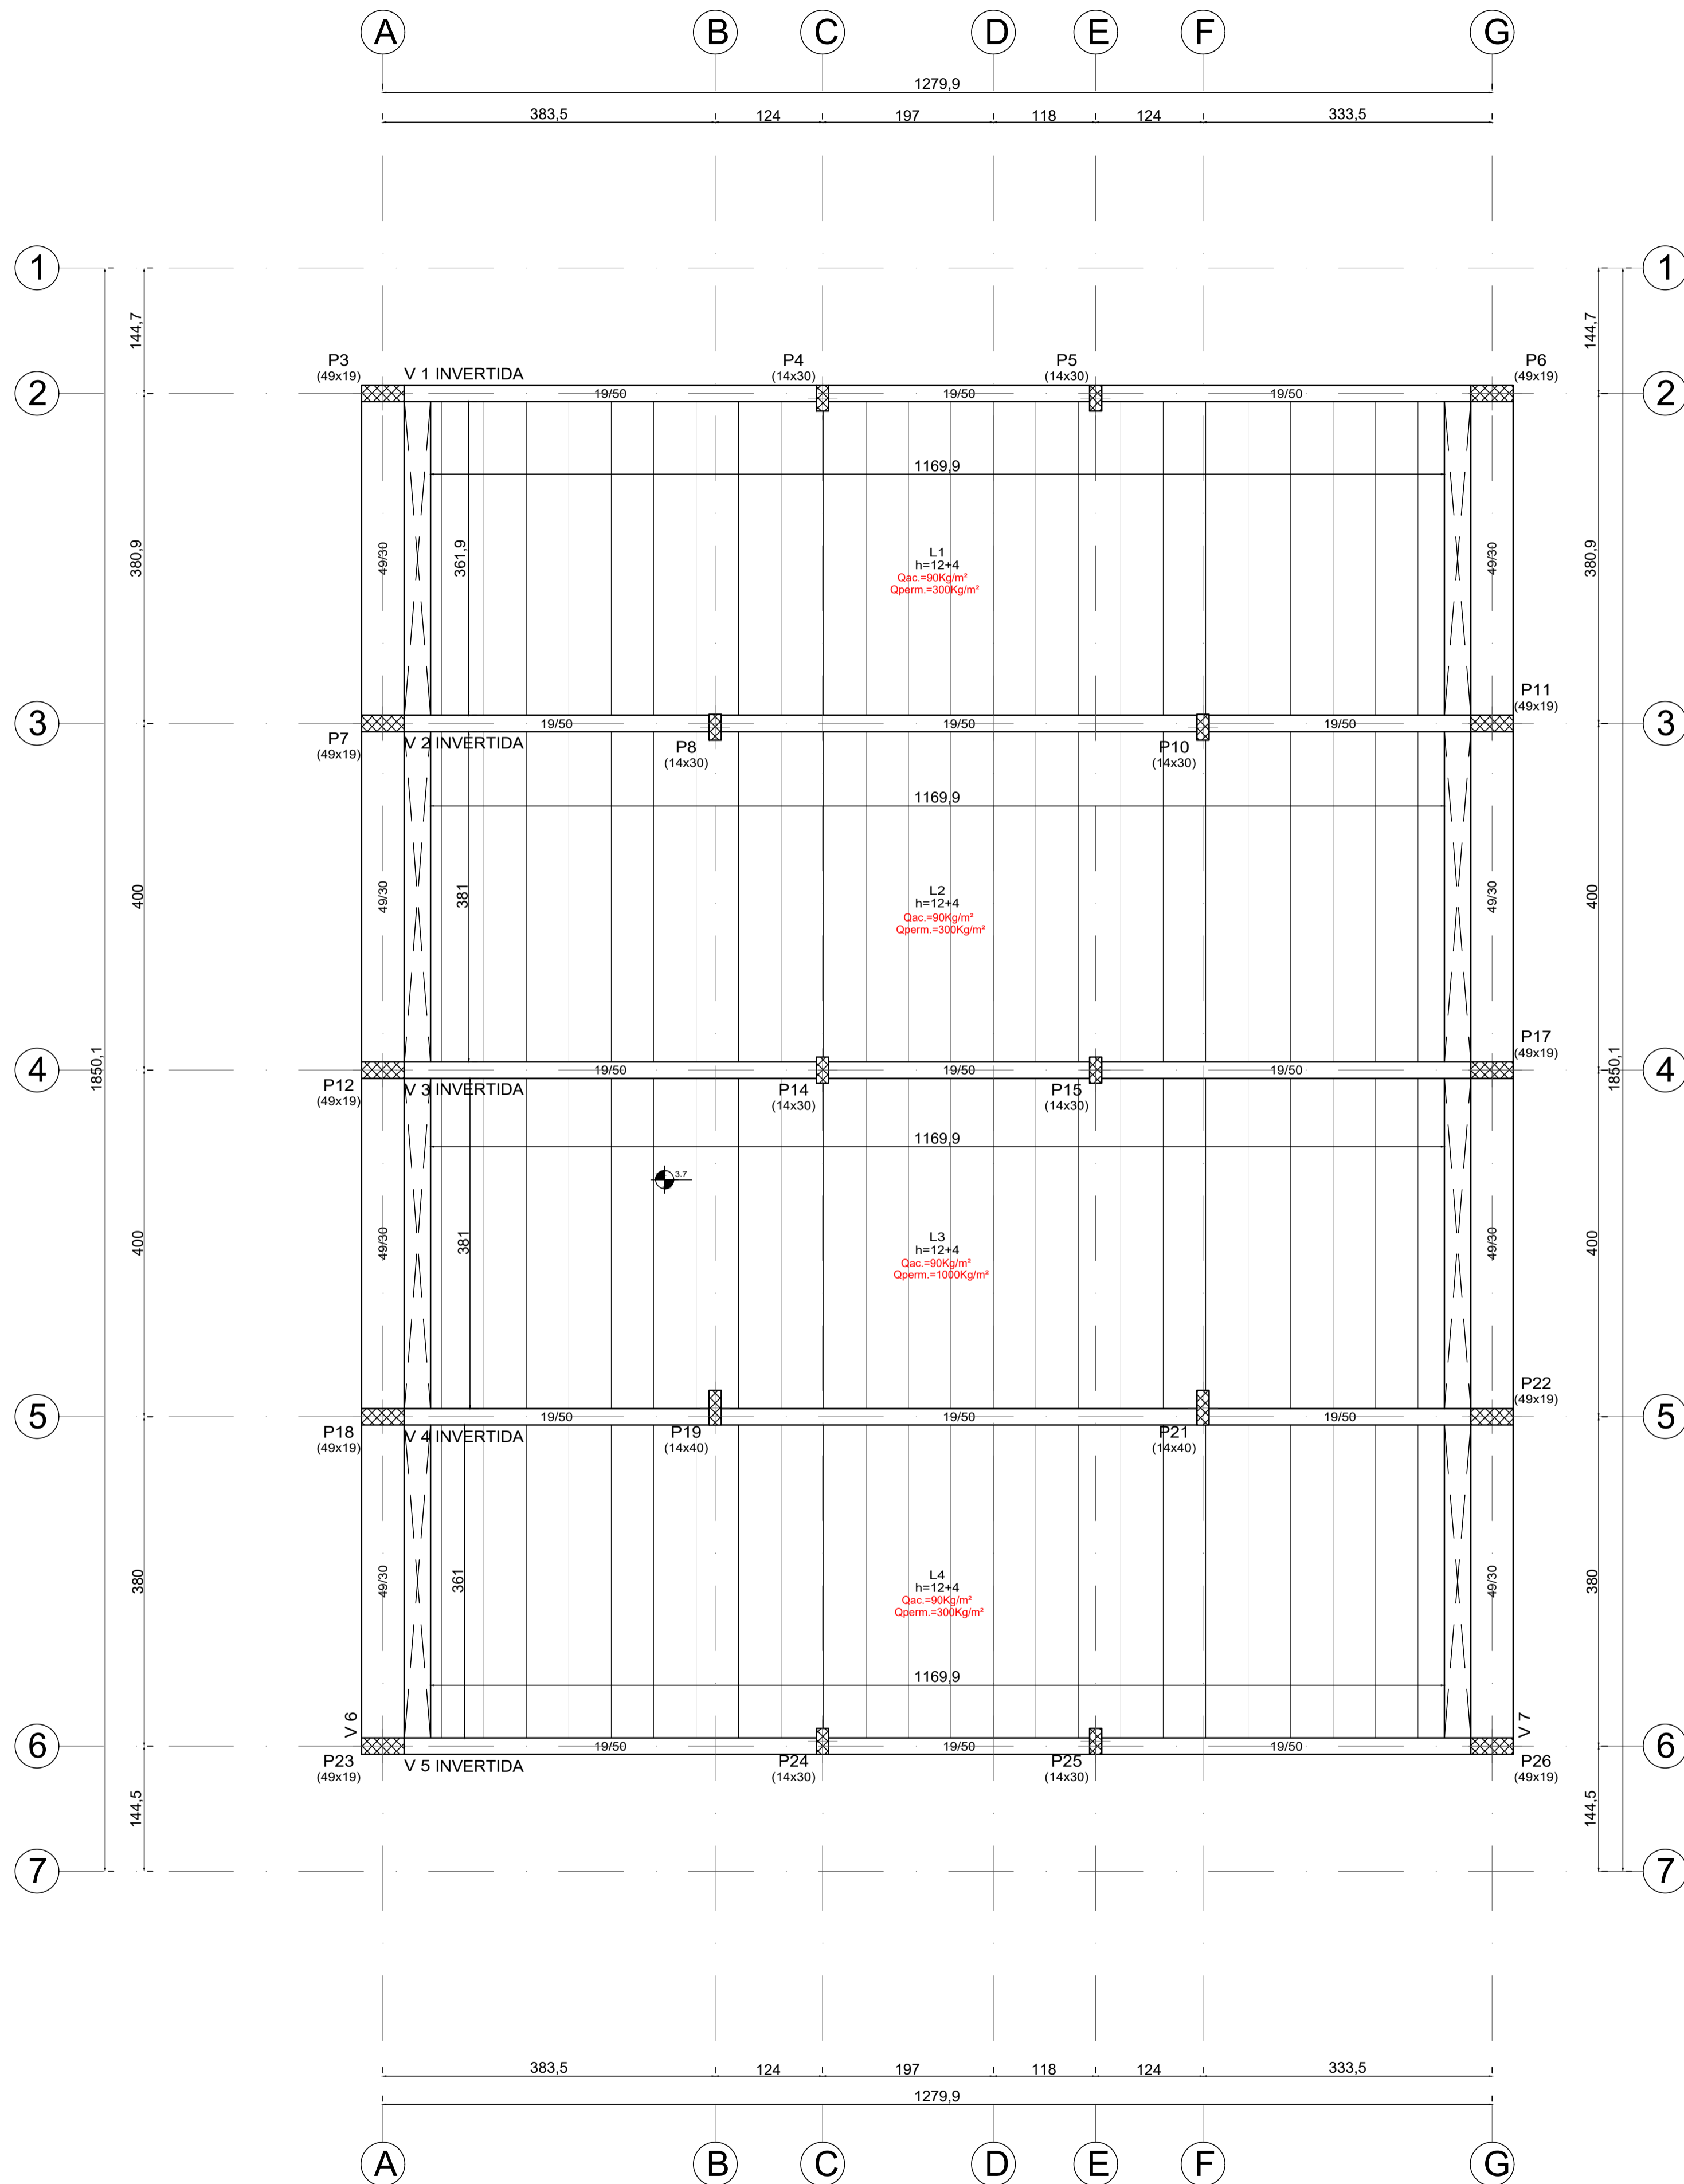 A B C D E F G
1279,9
383,5 124 197 118 124 333,5
1 1
144,7 144,7
P3 P4 P5 P6
(49x19) V 1 INVERTIDA (14x30) (14x30) (49x19)
2 19/50 19/50 19/50 2
1169,9
380,9 49/30 361,9 49/30 380,9
L1
h=12+4
Qac.=90Kg/m²
Qperm.=300Kg/m²
P11
(49x19)
3 19/50 19/50 19/50 3
P7 V 2 INVERTIDA P8 P10
(49x19) (14x30) (14x30)
1169,9
400 49/30 381 49/30 400
L2
h=12+4
Qac.=90Kg/m²
Qperm.=300Kg/m²
P17
(49x19)
1850,1 1850,1
4 19/50 19/50 19/50 4
P12 V 3 INVERTIDA P14 P15
(49x19) (14x30) (14x30)
1169,9
3.7
400 49/30 381 49/30 400
L3
h=12+4
Qac.=90Kg/m²
Qperm.=1000Kg/m²
P22
(49x19)
5 19/50 19/50 19/50 5
P18 V 4 INVERTIDA P19 P21
(49x19) (14x40) (14x40)
380 49/30 361 49/30 380
L4
h=12+4
Qac.=90Kg/m²
Qperm.=300Kg/m²
1169,9
V 6 V 7
6 19/50 19/50 19/50 6
P23 V 5 INVERTIDA P24 P25 P26
(49x19) (14x30) (14x30) (49x19)
144,5 144,5
7 7
383,5 124 197 118 124 333,5
1279,9
A B C D E F G